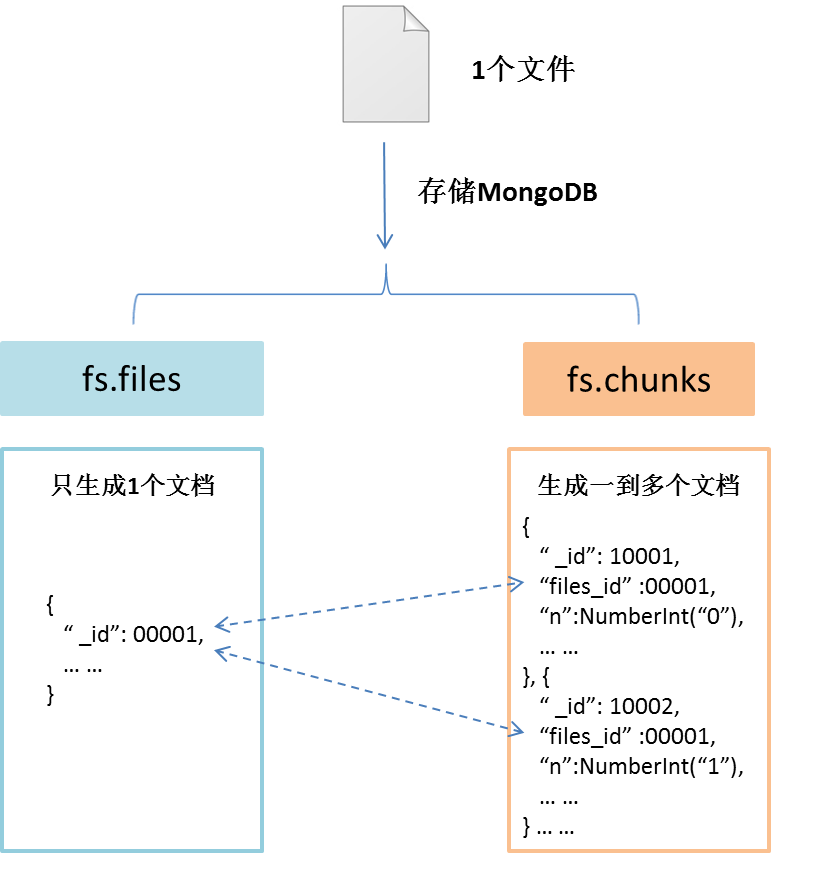 1个文件
存储MongoDB
fs.files
fs.chunks
只生成1个文档
{
“ _id”: 00001,
... ...
}
生成一到多个文档
{
“ _id”: 10001,
“files_id” :00001,
“n”:NumberInt(“0”),
... ...
}, {
“ _id”: 10002,
“files_id” :00001,
“n”:NumberInt(“1”),
... ...
} ... ...